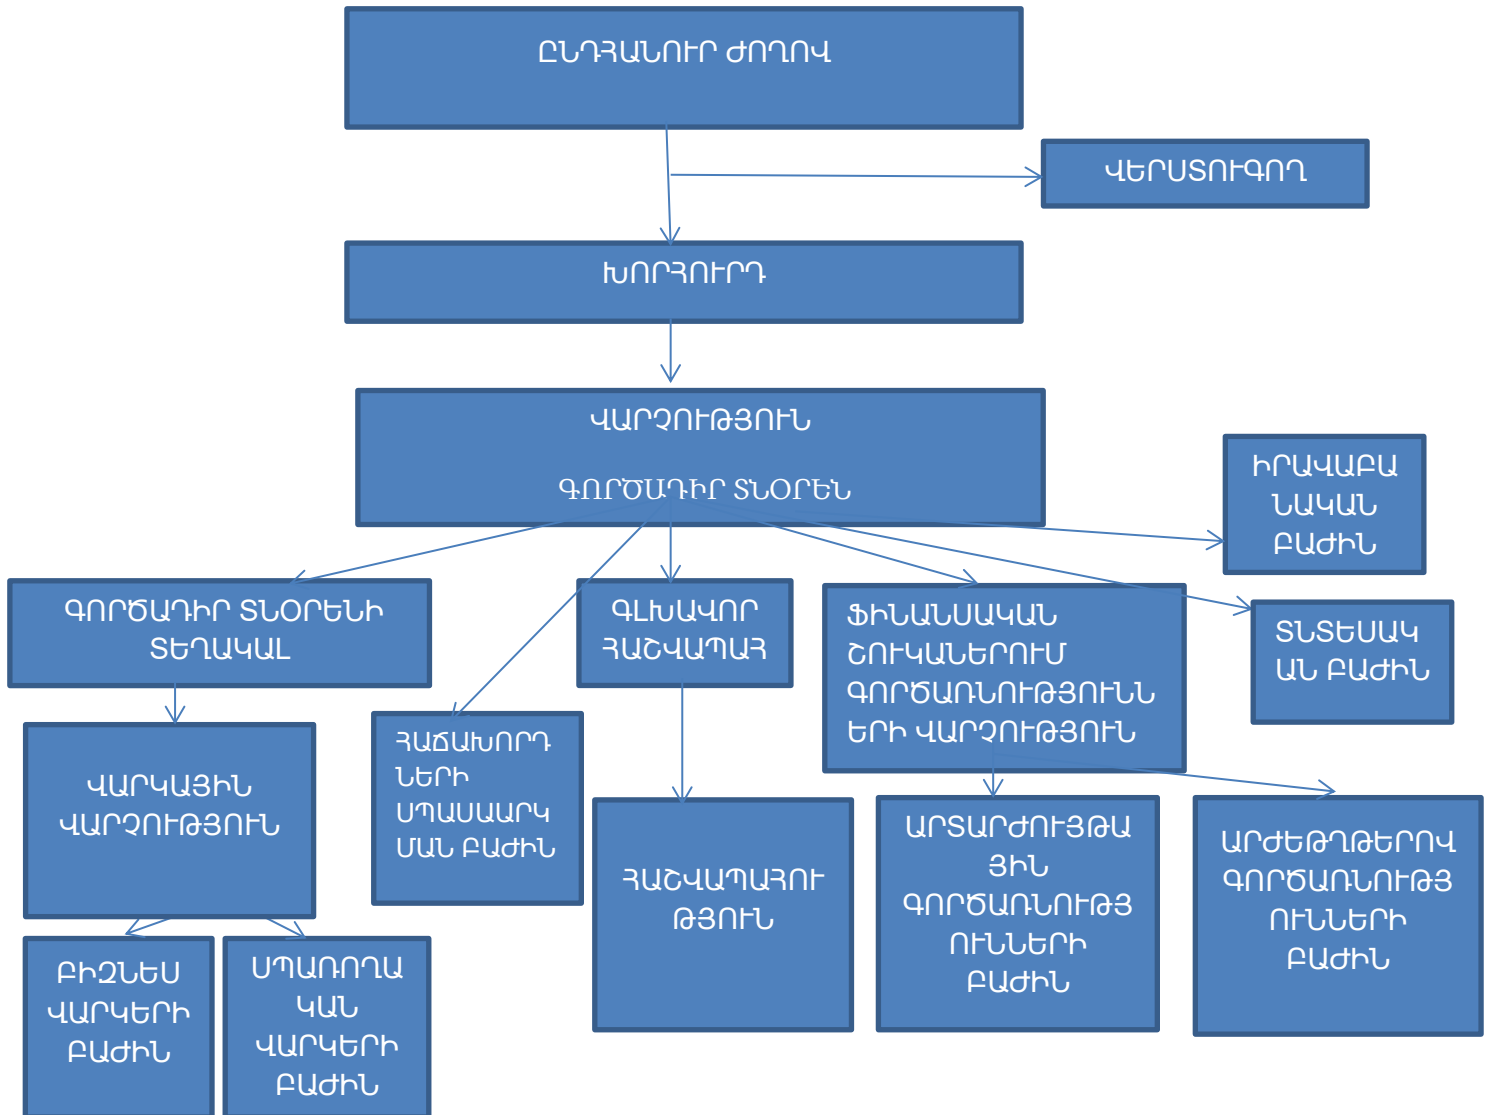 ԸՆԴՀԱՆՈՒՐ ԺՈՂՈՎ
ՎԵՐՍՏՈՒԳՈՂ
ԽՈՐՀՈՒՐԴ
ՎԱՐՉՈՒԹՅՈՒՆ
ԳՈՐԾԱԴԻՐ ՏՆՕՐԵՆ
ԻՐԱՎԱԲԱ
ՆԱԿԱՆ
ԲԱԺԻՆ
ԳՈՐԾԱԴԻՐ ՏՆՕՐԵՆԻ
ՏԵՂԱԿԱԼ
ԳԼԽԱՎՈՐ
ՀԱՇՎԱՊԱՀ
ՖԻՆԱՆՍԱԿԱՆ
ՇՈՒԿԱՆԵՐՈՒՄ
ԳՈՐԾԱՌՆՈՒԹՅՈՒՆՆ
ԵՐԻ ՎԱՐՉՈՒԹՅՈՒՆ
ՏՆՏԵՍԱԿ
ԱՆ ԲԱԺԻՆ
ՎԱՐԿԱՅԻՆ
ՎԱՐՉՈՒԹՅՈՒՆ
ՀԱՃԱԽՈՐԴ
ՆԵՐԻ
ՍՊԱՍԱԱՐԿ
ՄԱՆ ԲԱԺԻՆ
ՀԱՇՎԱՊԱՀՈՒ
ԹՅՈՒՆ
ԱՐՏԱՐԺՈՒՅԹԱ
ՅԻՆ
ԳՈՐԾԱՌՆՈՒԹՅ
ՈՒՆՆԵՐԻ
ԲԱԺԻՆ
ԱՐԺԵԹՂԹԵՐՈՎ
ԳՈՐԾԱՌՆՈՒԹՅ
ՈՒՆՆԵՐԻ
ԲԱԺԻՆ
ԲԻԶՆԵՍ
ՎԱՐԿԵՐԻ
ԲԱԺԻՆ
ՍՊԱՌՈՂԱ
ԿԱՆ
ՎԱՐԿԵՐԻ
ԲԱԺԻՆ